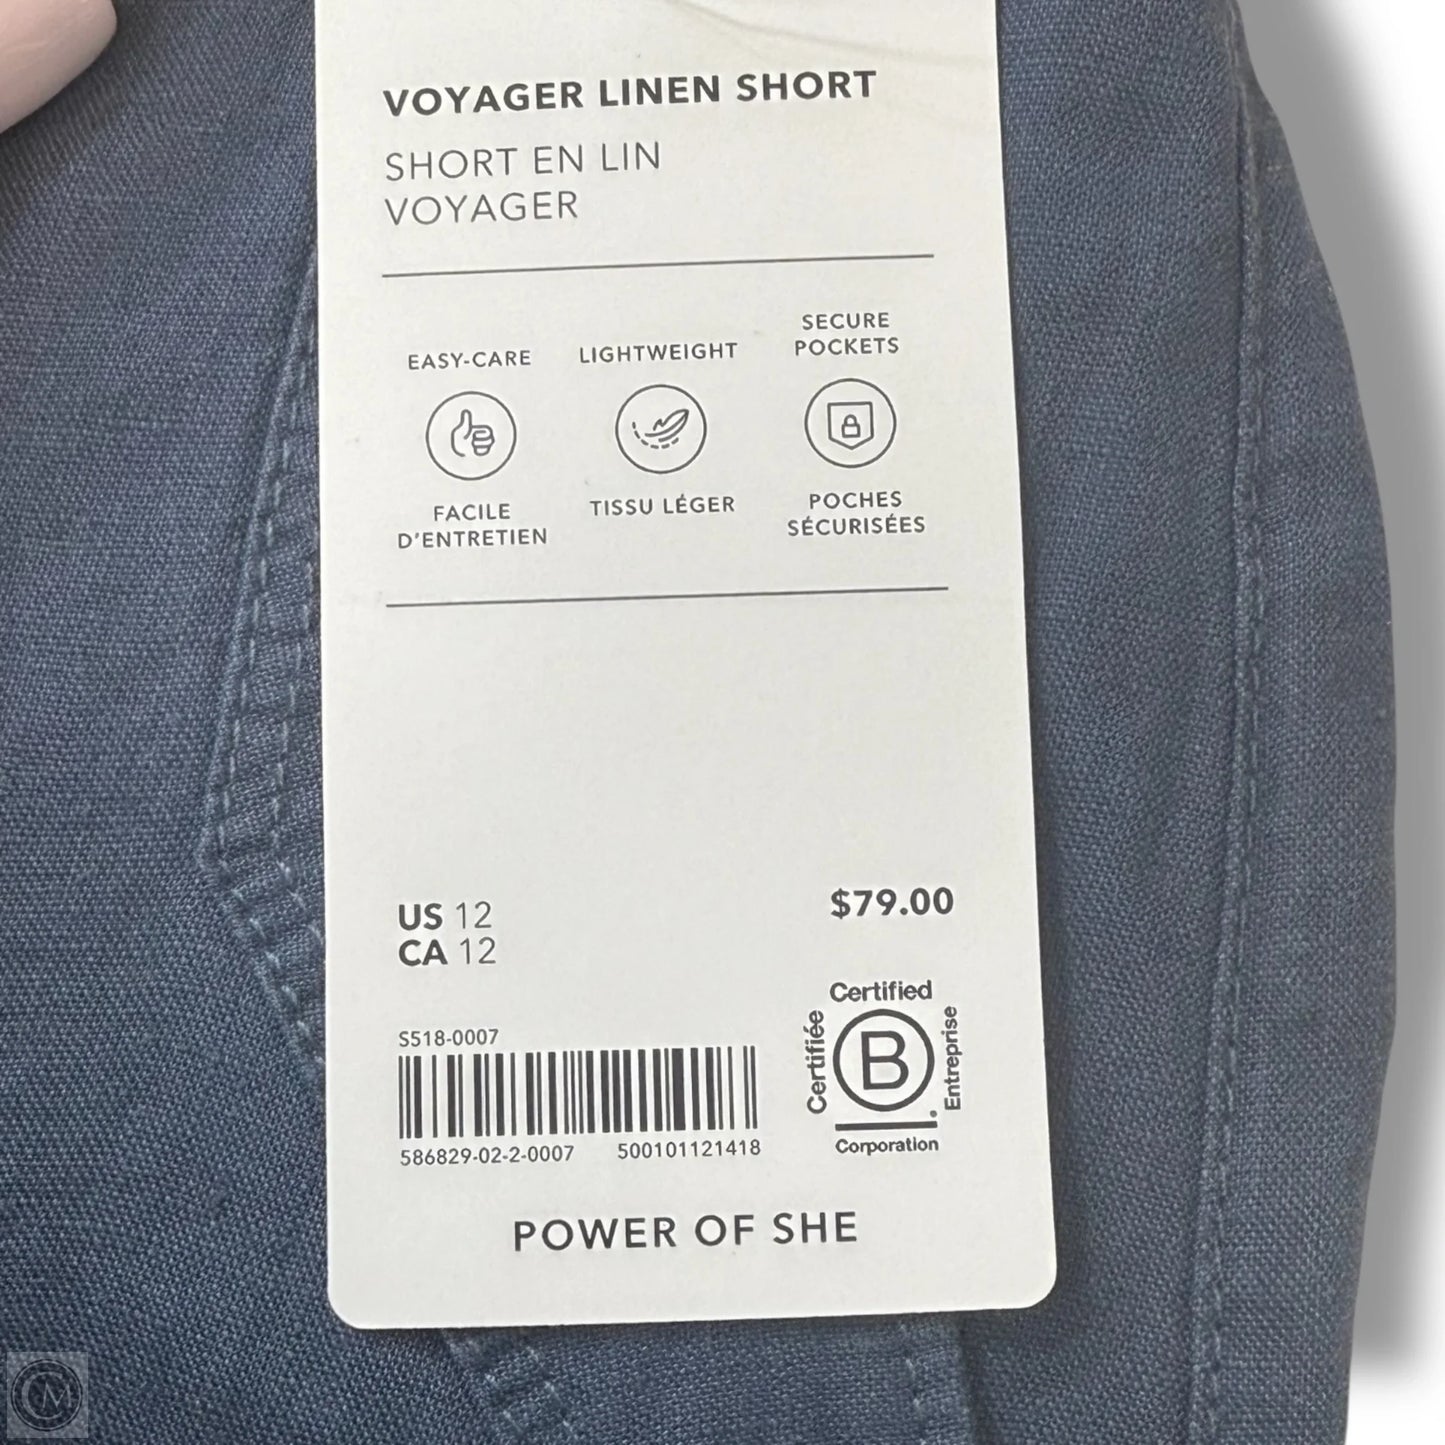 VOYAGER LINEN SHORT
SHORT EN LIN
VOYAGER
EASY-CARE
FACILE
D'ENTRETIEN
LIGHTWEIGHT
TISSU LÉGER
SECURE
POCKETS
POCHES
SÉCURISÉES
US 12
CA 12
$79.00
S518-0007
586829-02-2-0007 500101121418
Certified
Certifiée
B
Entreprise
Corporation
POWER OF SHE
CM